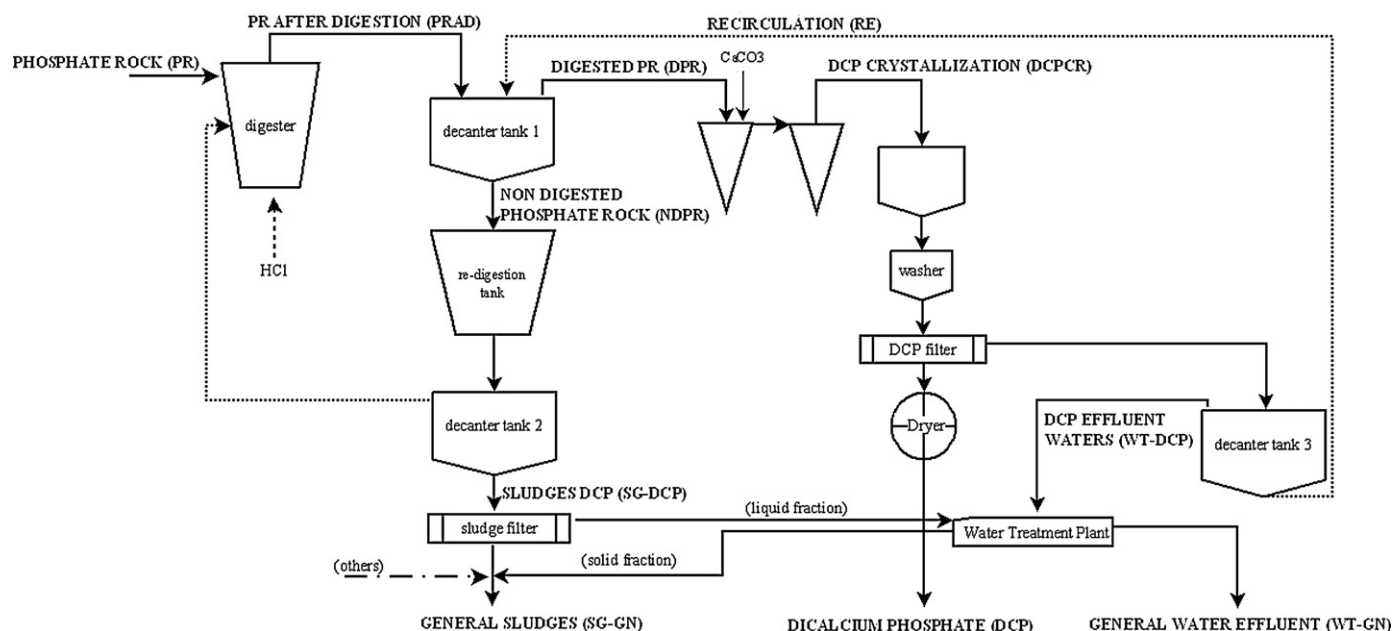 PR AFTER DIGESTION (PRAD)
RECIRCULATION (RE)
PHOSPHATE ROCK (PR)
DIGESTED PR (DPR)
CaCO3
DCP CRYSTALLIZATION (DCPCR)
digester
decanter tank 1
NON DIGESTED
PHOSPHATE ROCK (NDPR)
HCl
re-digestion
tank
washer
DCP filter
decanter tank 2
Dryer
DCP EFFLUENT
WATERS (WT-DCP)
decanter tank 3
SLUDGES DCP (SG-DCP)
(liquid fraction)
sludge filter
Water Treatment Plant
(others)
(solid fraction)
GENERAL SLUDGES (SG-GN)
DICALCIUM PHOSPHATE (DCP)
GENERAL WATER EFFLUENT (WT-GN)